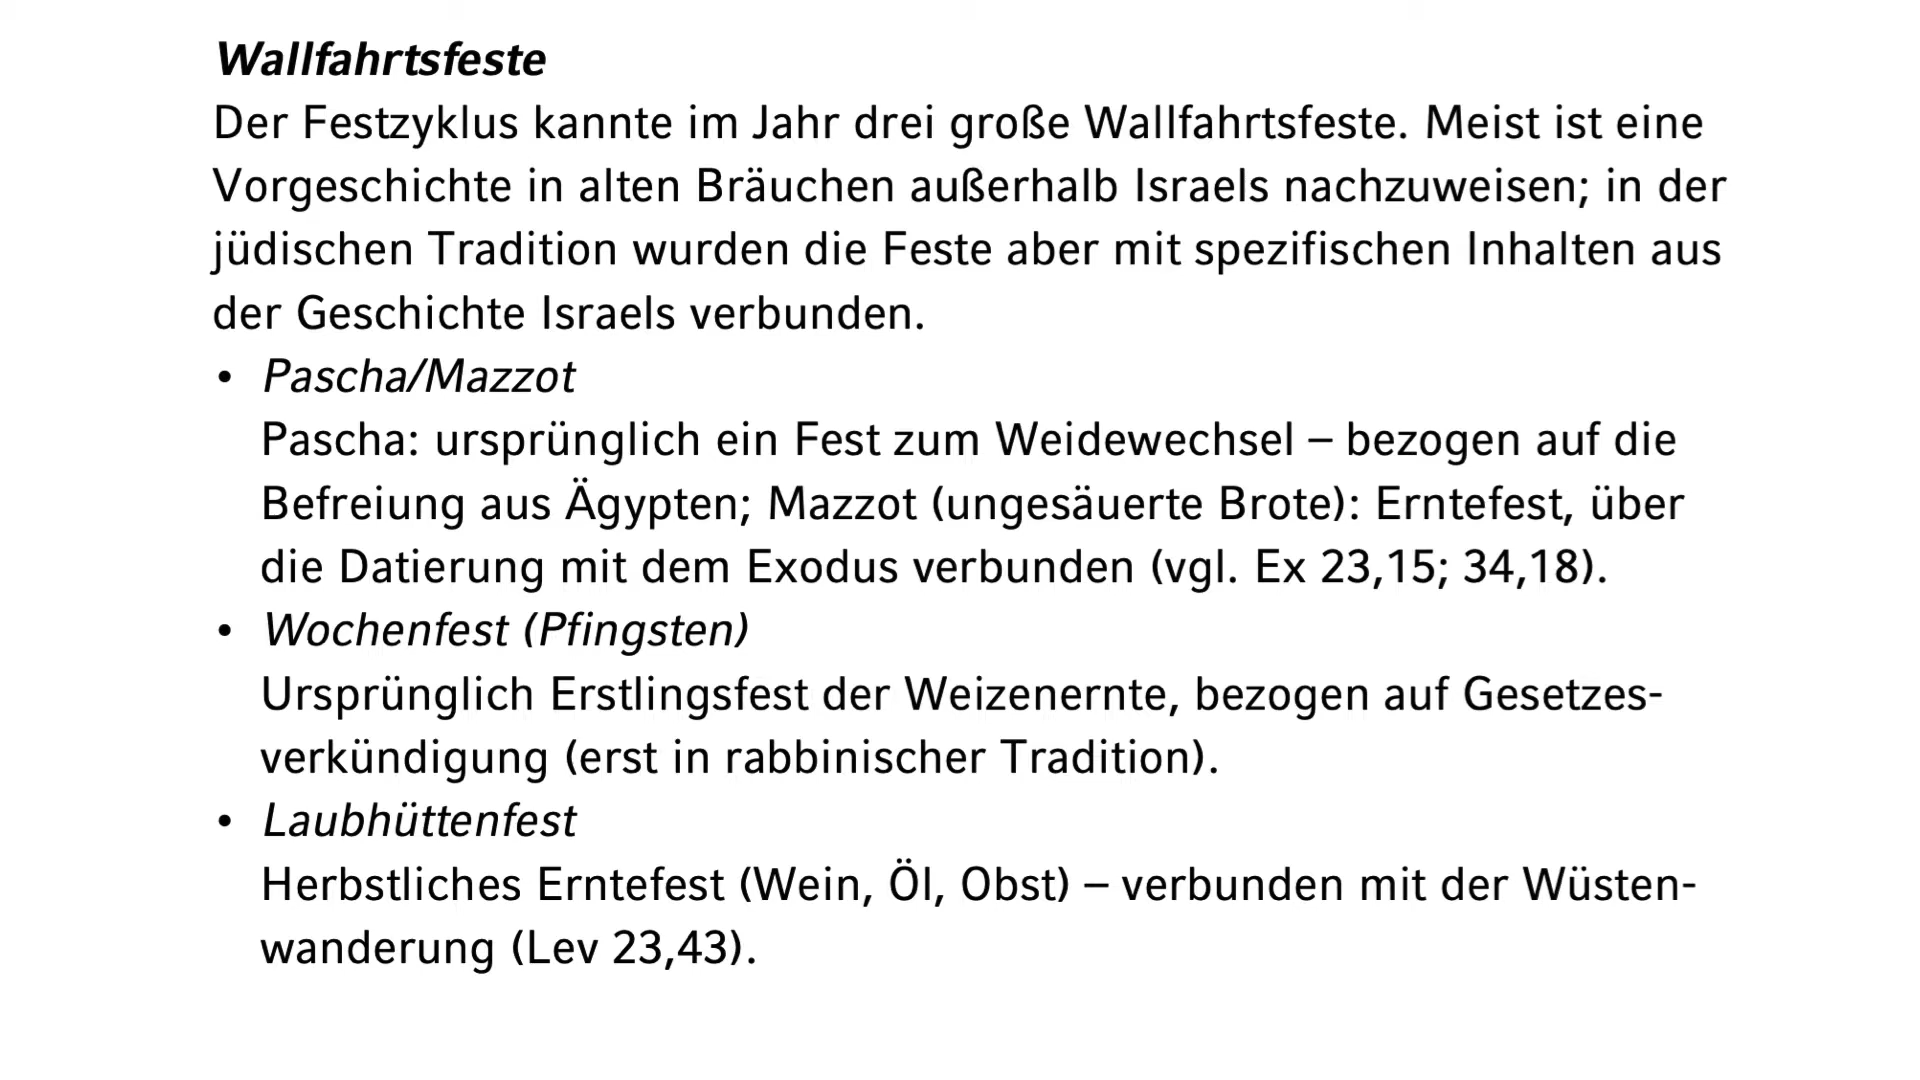 Wallfahrtsfeste
Der Festzyklus kannte im Jahr drei große Wallfahrtsfeste. Meist ist eine
Vorgeschichte in alten Bräuchen außerhalb Israels nachzuweisen; in der
jüdischen Tradition wurden die Feste aber mit spezifischen Inhalten aus
der Geschichte Israels verbunden.
• Pascha/Mazzot
Pascha: ursprünglich ein Fest zum Weidewechsel – bezogen auf die
Befreiung aus Ägypten; Mazzot (ungesäuerte Brote): Erntefest, über
die Datierung mit dem Exodus verbunden (vgl. Ex 23,15; 34,18).
• Wochenfest (Pfingsten)
Ursprünglich Erstlingsfest der Weizenernte, bezogen auf Gesetzes-
verkündigung (erst in rabbinischer Tradition).
• Laubhüttenfest
Herbstliches Erntefest (Wein, Öl, Obst) – verbunden mit der Wüsten-
wanderung (Lev 23,43).